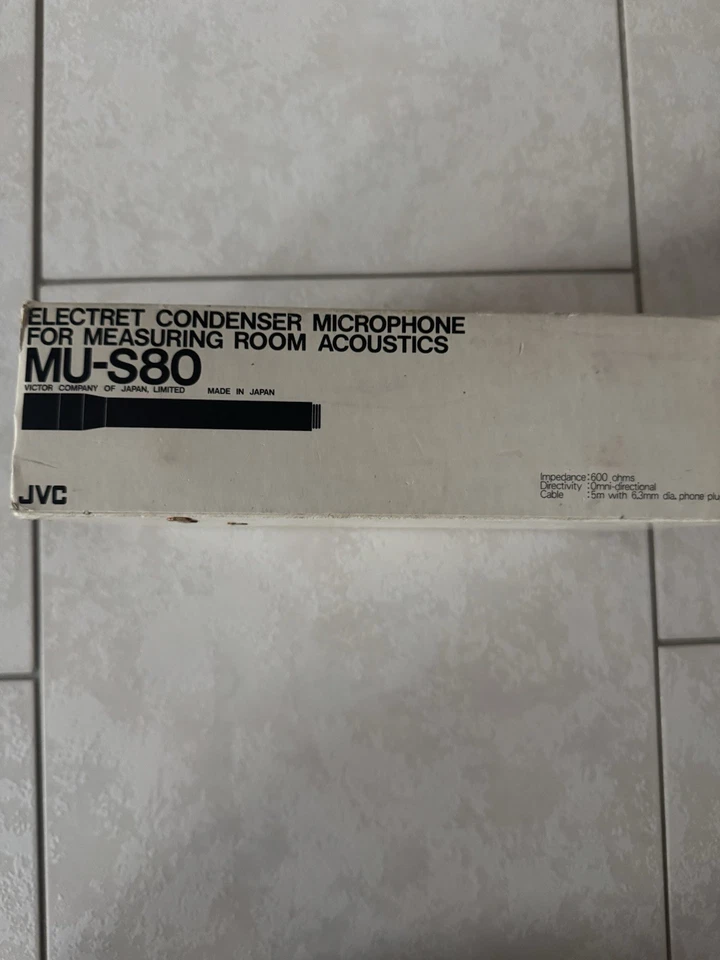 ELECTRET CONDENSER MICROPHONE
FOR MEASURING ROOM ACOUSTICS
MU-S80
VICTOR COMPANY OF JAPAN, LIMITED MADE IN JAPAN
JVC
Impedance :600 ohms
Directivity :Omni-directional
Cable :5m with 6.3mm dia. phone plu